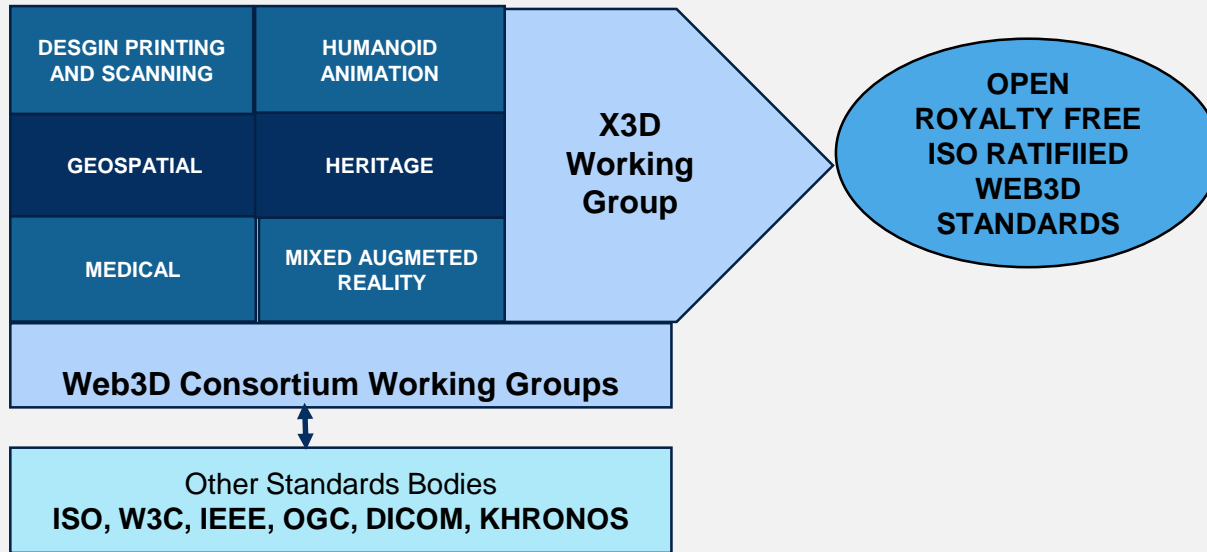 DESGIN PRINTING
AND SCANNING
HUMANOID
ANIMATION
GEOSPATIAL
HERITAGE
MEDICAL
MIXED AUGMETED
REALITY
X3D
Working
Group
OPEN
ROYALTY FREE
ISO RATIFIIED
WEB3D
STANDARDS
Web3D Consortium Working Groups
Other Standards Bodies
ISO, W3C, IEEE, OGC, DICOM, KHRONOS